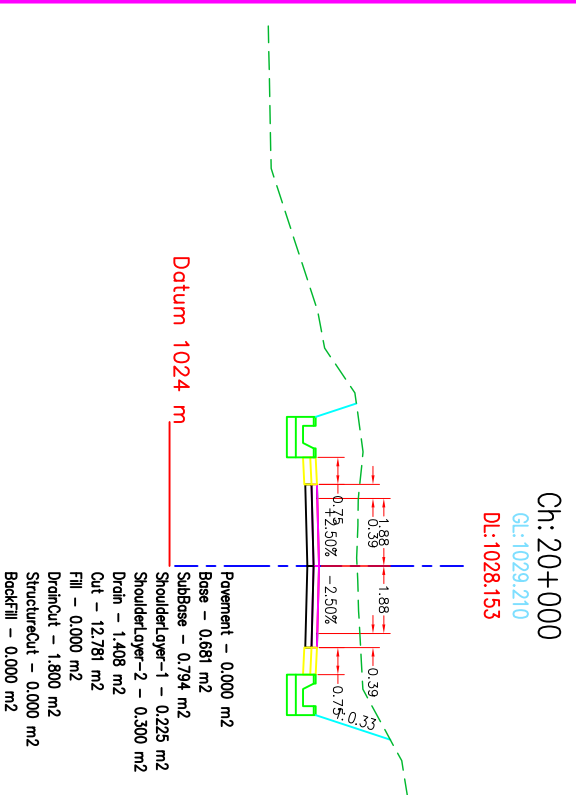 Ch: 20+000
GL:1029.210
DL:1028.153
1.88
1.88
0.39
0.39
0.75
0.75
+2.50%
-2.50%
1:0.33
Datum 1024 m
Pavement - 0.000 m2
Base - 0.681 m2
SubBase - 0.794 m2
ShoulderLayer-1 - 0.225 m2
ShoulderLayer-2 - 0.300 m2
Drain - 1.408 m2
Cut - 12.781 m2
Fill - 0.000 m2
DrainCut - 1.800 m2
StructureCut - 0.000 m2
BackFill - 0.000 m2